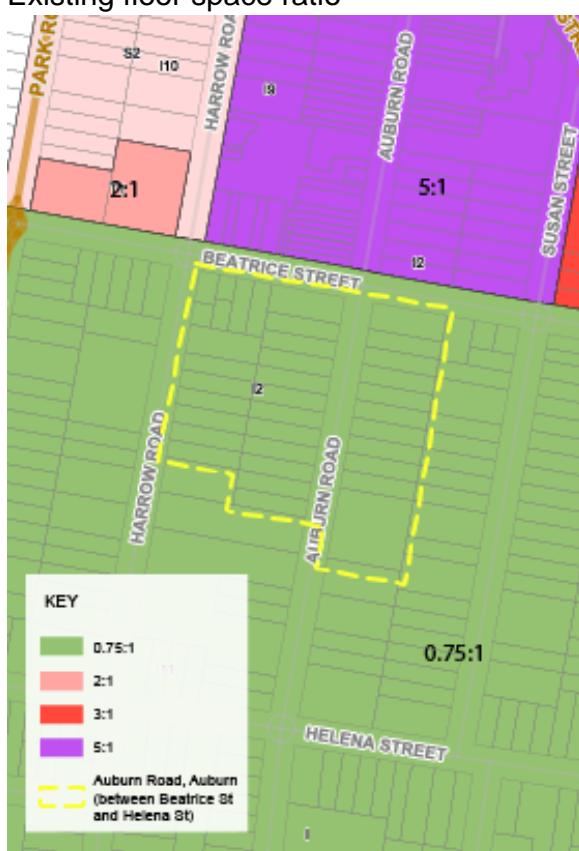 Existing floor space ratio
PARK RO
S2
I10
HARROW ROA
I9
AUBURN ROAD
5:1
2:1
SUSAN STREET
I2
BEATRICE STREET
I2
HARROW ROAD
AUBURN ROAD
KEY
0.75:1
2:1
3:1
5:1
Auburn Road, Auburn
(between Beatrice St
and Helena St)
0.75:1
HELENA STREET
I